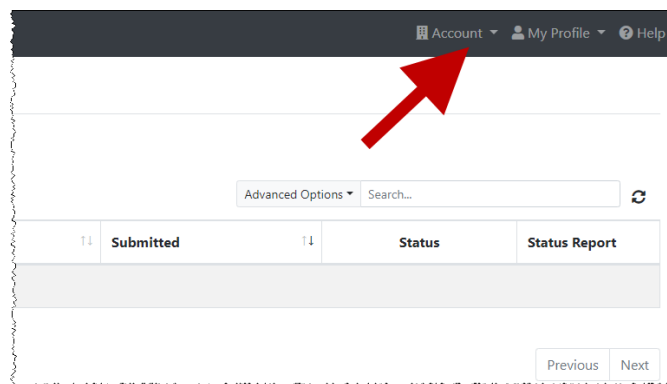 Account My Profile Help
Advanced Options Search...
Submitted Status Status Report
Previous Next